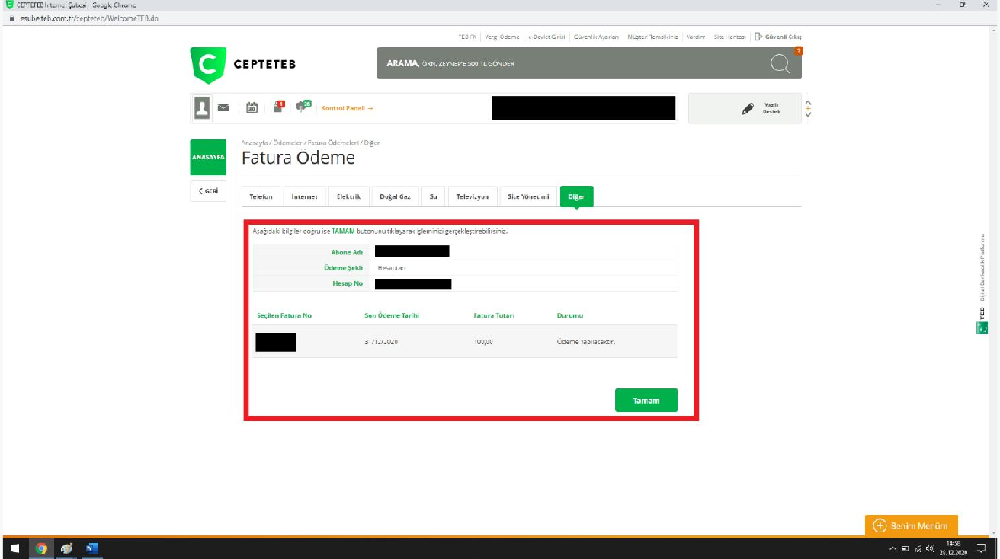 CEPTETEB İnternet Şubesi - Google Chrome
esube.teb.com.tr/cepteteb/WelcomeTEB.do
TEB FX | Vergi Ödeme | e-Devlet Girişi | Güvenlik Ayarları | Müşteri Temsilciniz | Yardım | Site Haritası | Güvenli Çıkış
CEPTETEB
ARAMA, ÖRN. ZEYNEP'E 500 TL GÖNDER
?
30
1
26
Kontrol Paneli →
Yazılı
Destek
Anasayfa / Ödemeler / Fatura Ödemeleri / Diğer
ANASAYFA
Fatura Ödeme
GERİ
Telefon
İnternet
Elektrik
Doğal Gaz
Su
Televizyon
Site Yönetimi
Diğer
Aşağıdaki bilgiler doğru ise TAMAM butonunu tıklayarak işleminizi gerçekleştirebilirsiniz.
Abone Adı
Ödeme Şekli Hesaptan
Hesap No
Seçilen Fatura No Son Ödeme Tarihi Fatura Tutarı Durumu
31/12/2020 100,00 Ödeme Yapılacaktır.
Tamam
TEB Dijital Bankacılık Platformu
Benim Menüm
14:58
28.12.2020